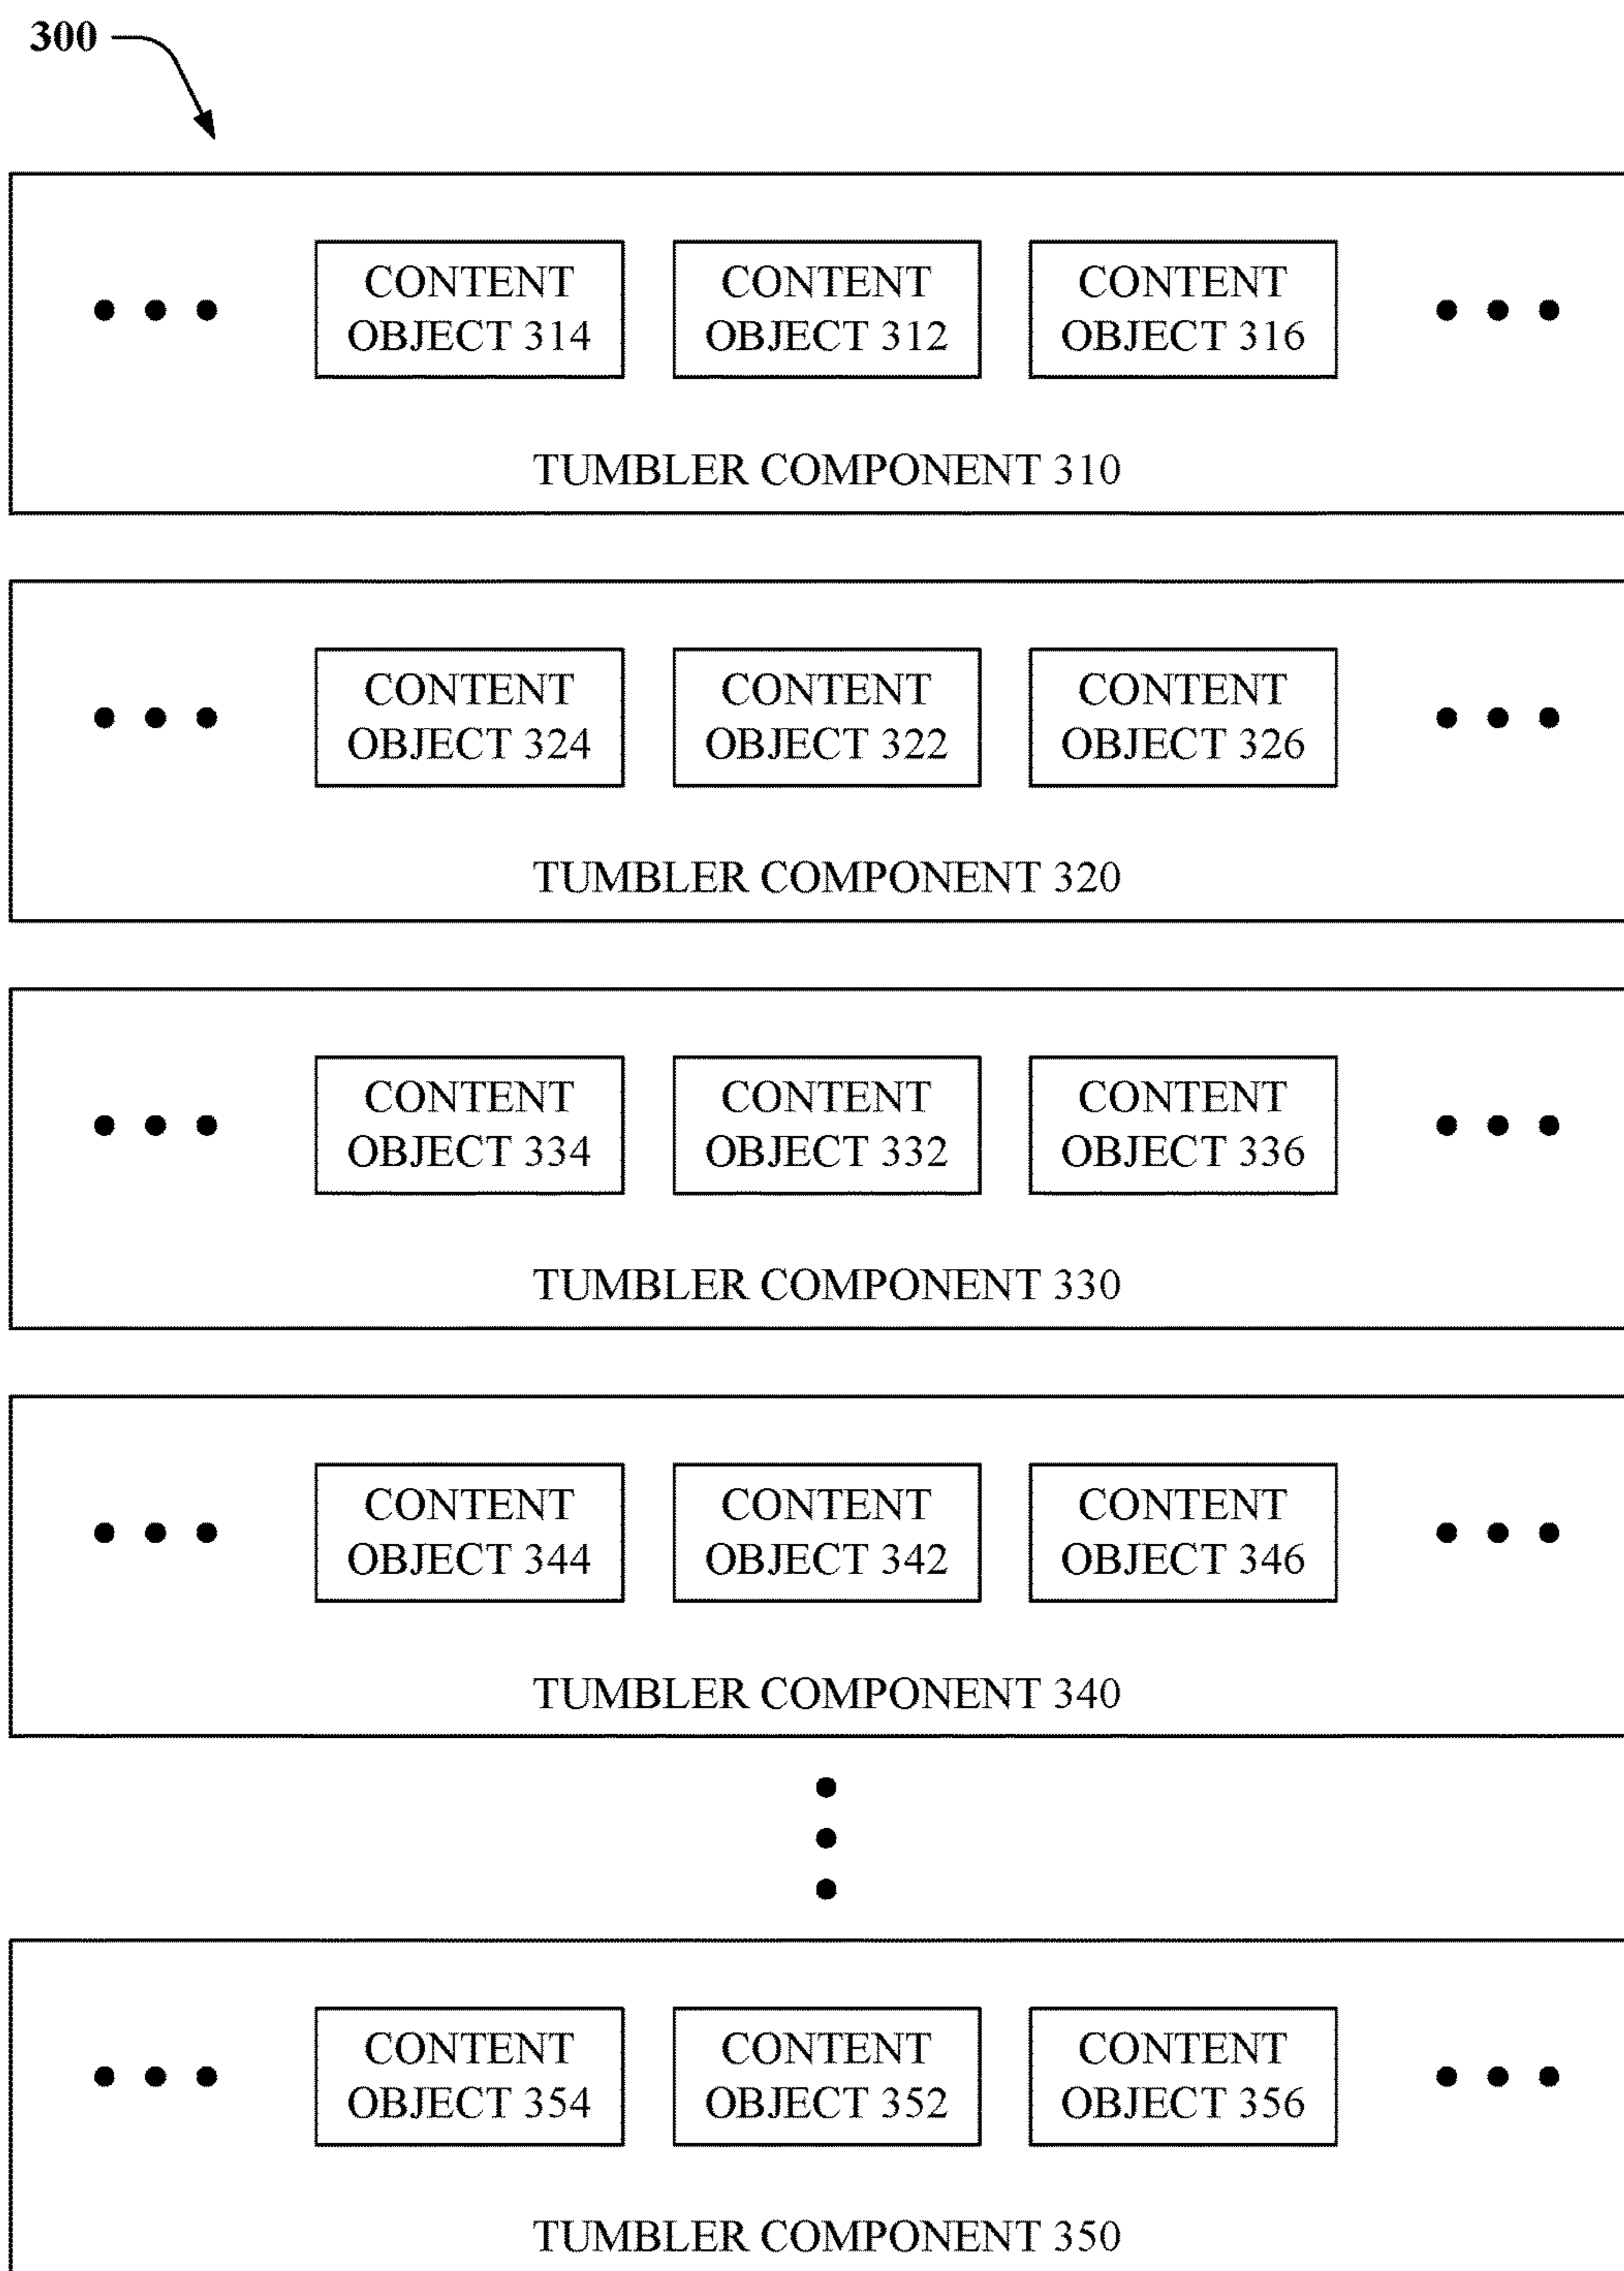 300
CONTENT OBJECT 314
CONTENT OBJECT 312
CONTENT OBJECT 316
TUMBLER COMPONENT 310
CONTENT OBJECT 324
CONTENT OBJECT 322
CONTENT OBJECT 326
TUMBLER COMPONENT 320
CONTENT OBJECT 334
CONTENT OBJECT 332
CONTENT OBJECT 336
TUMBLER COMPONENT 330
CONTENT OBJECT 344
CONTENT OBJECT 342
CONTENT OBJECT 346
TUMBLER COMPONENT 340
CONTENT OBJECT 354
CONTENT OBJECT 352
CONTENT OBJECT 356
TUMBLER COMPONENT 350